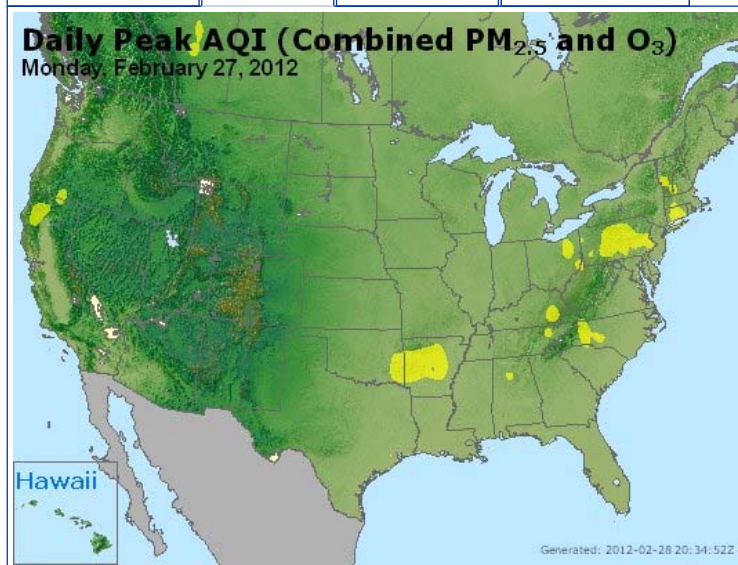 Daily Peak AQI (Combined PM2.5 and O3)
Monday, February 27, 2012
Hawaii
Generated: 2012-02-28 20:34:52Z